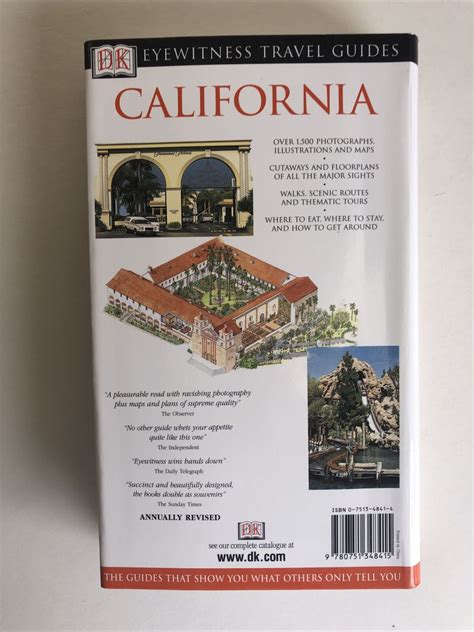 DK EYEWITNESS TRAVEL GUIDES
CALIFORNIA
OVER 1,500 PHOTOGRAPHS,
ILLUSTRATIONS AND MAPS
•
CUTAWAYS AND FLOORPLANS
OF ALL THE MAJOR SIGHTS
•
WALKS, SCENIC ROUTES
AND THEMATIC TOURS
•
WHERE TO EAT, WHERE TO STAY,
AND HOW TO GET AROUND
"A pleasurable read with ravishing photography
plus maps and plans of supreme quality"
The Observer
"No other guide whets your appetite
quite like this one"
The Independent
"Eyewitness wins hands down"
The Daily Telegraph
"Succinct and beautifully designed,
the books double as souvenirs"
The Sunday Times
ANNUALLY REVISED
DK
see our complete catalogue at
www.dk.com
ISBN 0-7513-4841-4
9 780751 348415
Printed in China
THE GUIDES THAT SHOW YOU WHAT OTHERS ONLY TELL YOU